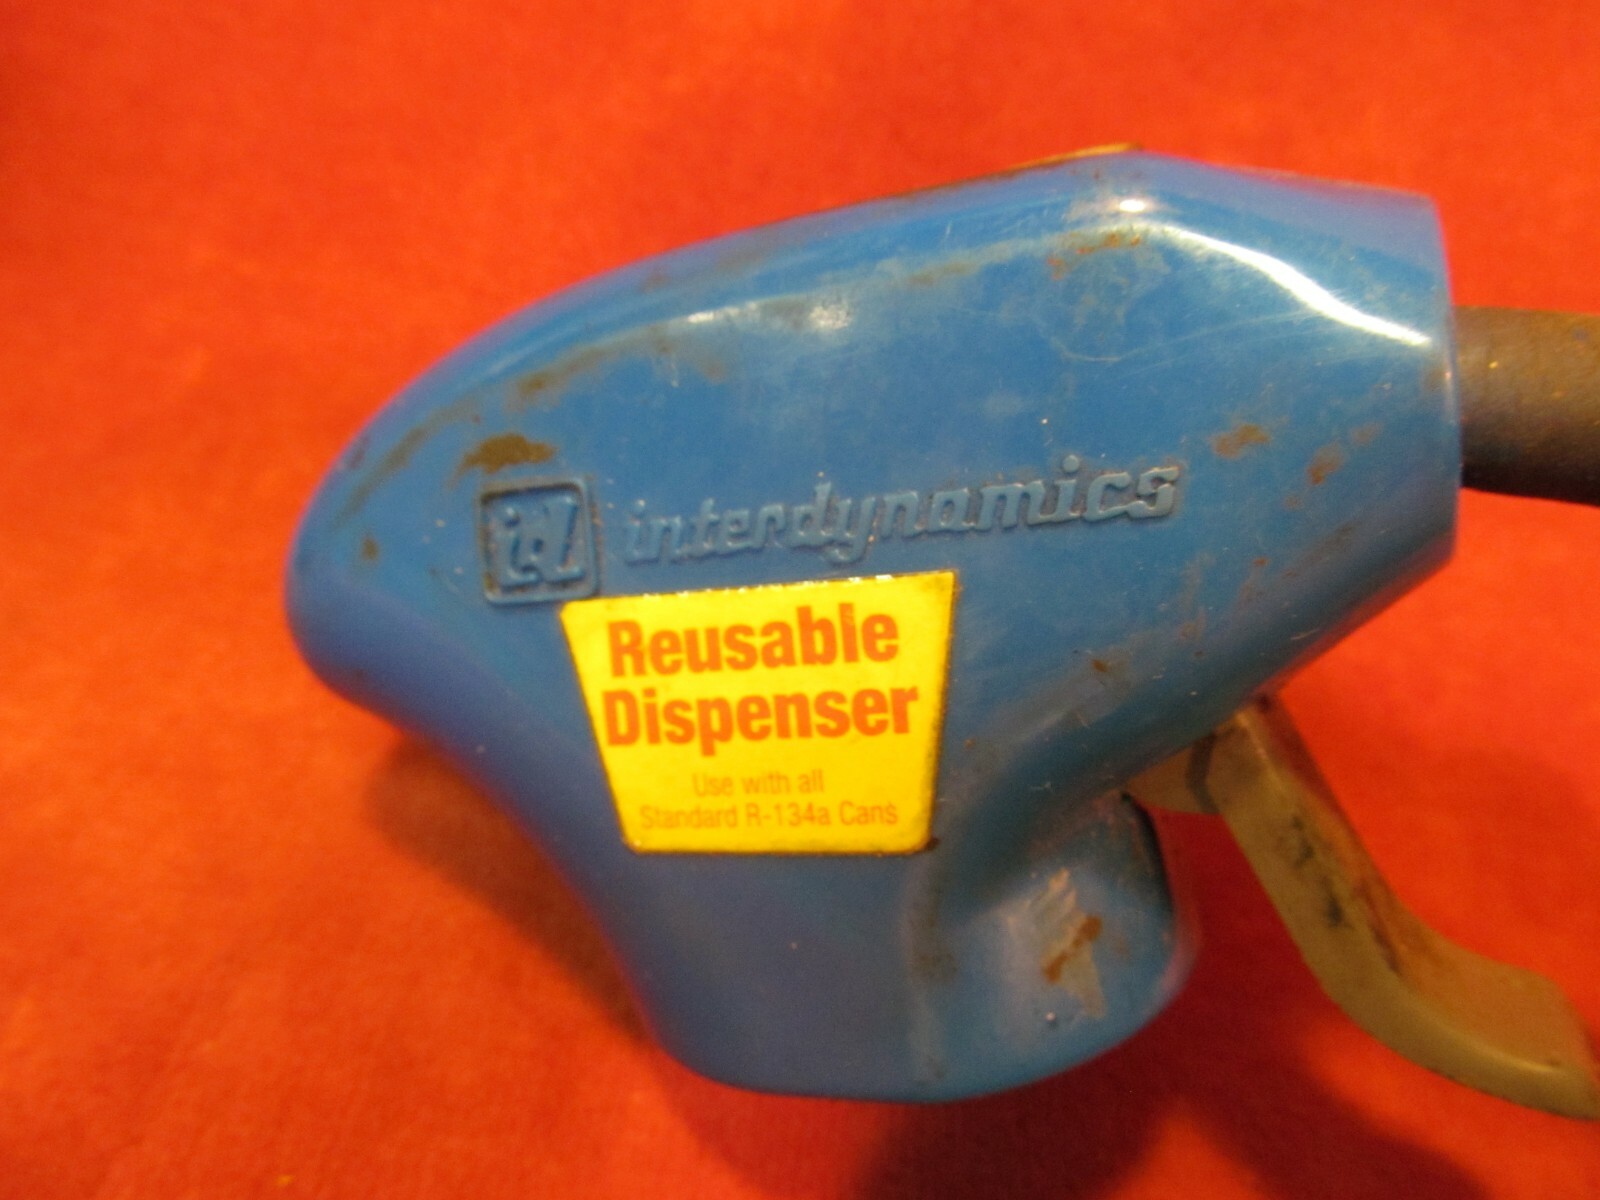 id interdynamics
Reusable
Dispenser
Use with all
Standard R-134a Cans